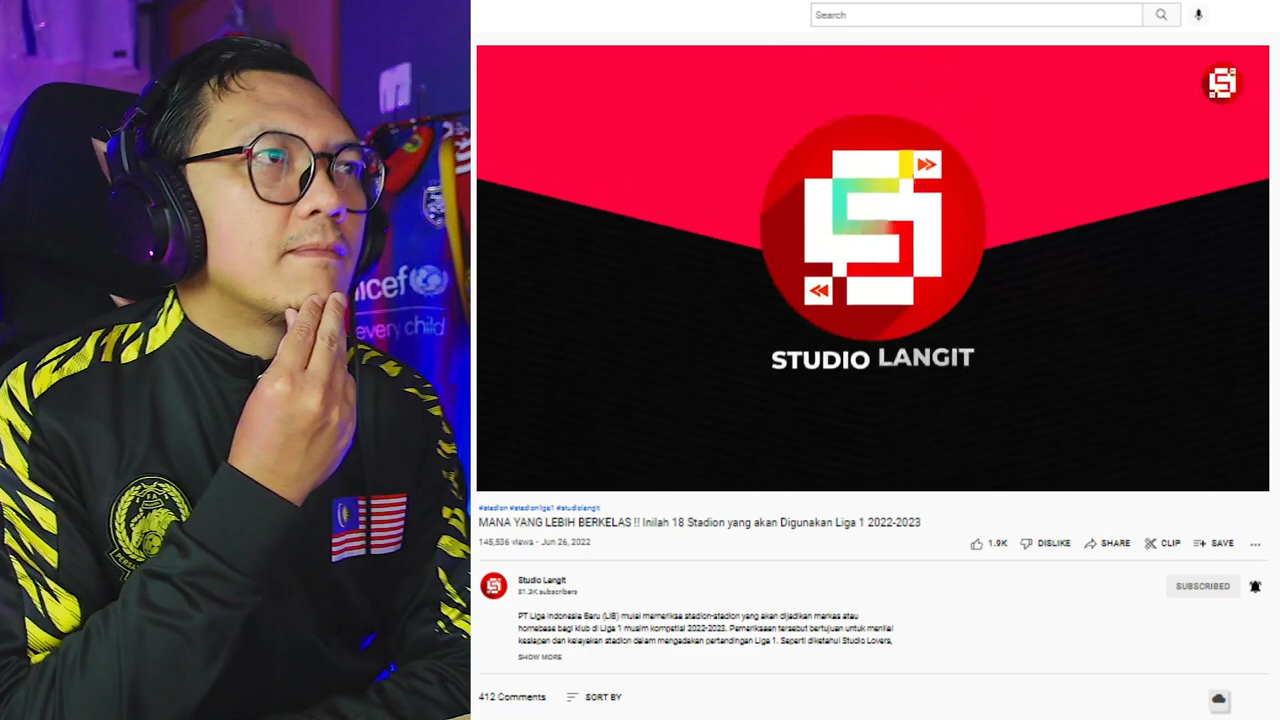 Search
STUDIO LANGIT
#stadion #stadionliga1 #studiolangit
MANA YANG LEBIH BERKELAS !! Inilah 18 Stadion yang akan Digunakan Liga 1 2022-2023
145,536 views - Jun 26, 2022
1.9K
DISLIKE
SHARE
CLIP
SAVE
Studio Langit
81.3K subscribers
SUBSCRIBED
PT Liga Indonesia Baru (LIB) mulai memeriksa stadion-stadion yang akan dijadikan markas atau
homebase bagi klub di Liga 1 musim kompetisi 2022-2023. Pemeriksaan tersebut bertujuan untuk menilai
kesiapan dan kelayakan stadion dalam mengadakan pertandingan Liga 1. Seperti diketahui Studio Lovers,
SHOW MORE
412 Comments
SORT BY
icef
every child